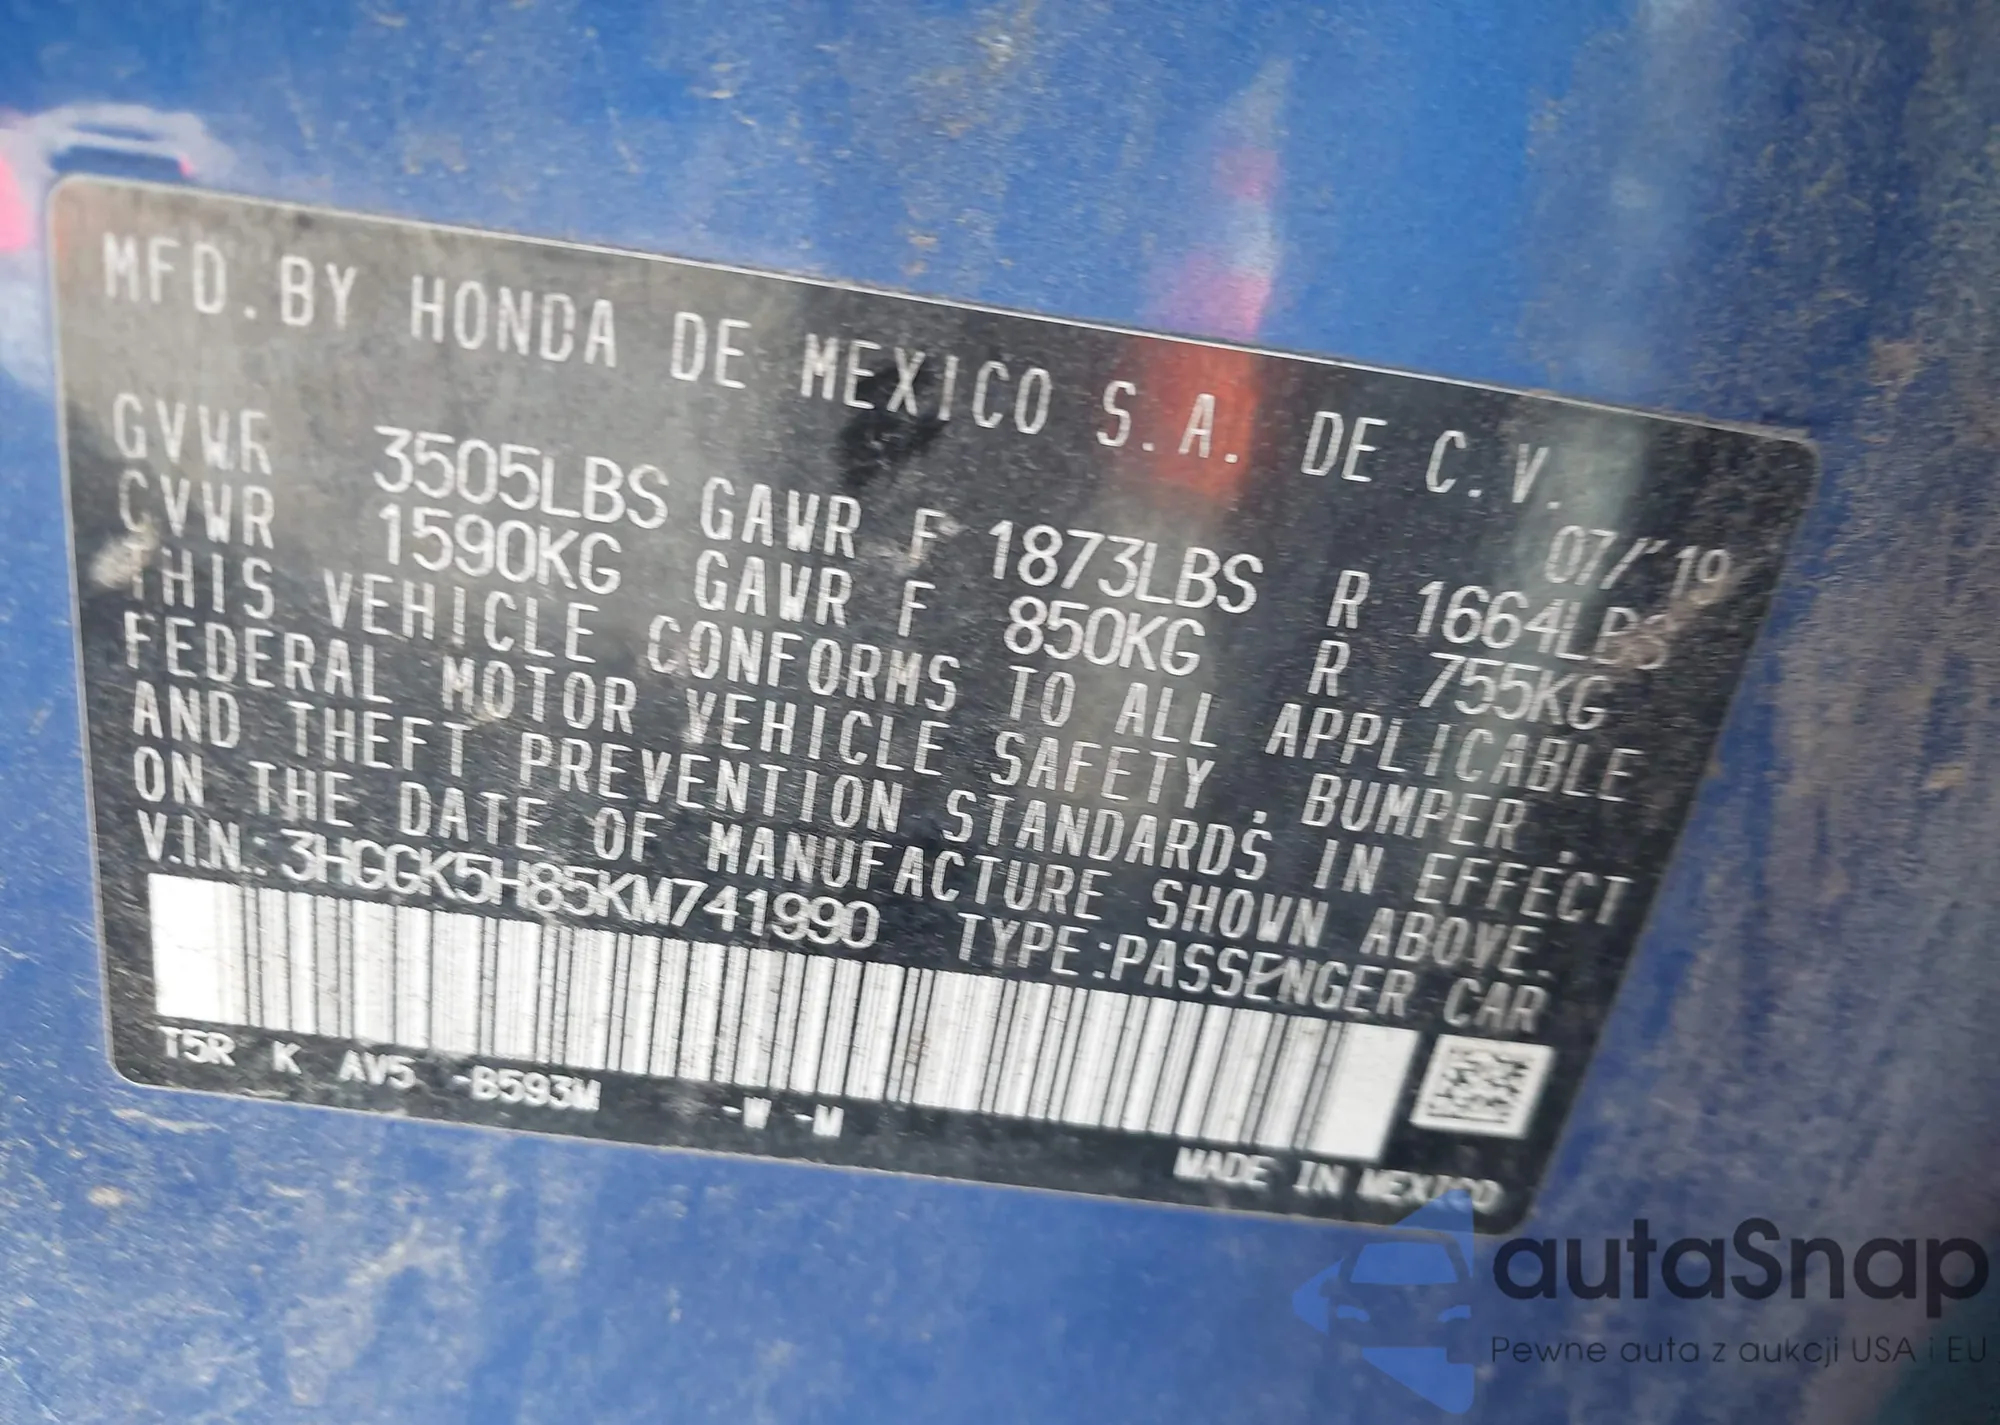 MFD. BY HONDA DE MEXICO S.A. DE C.V. 07/'19
GVWR 3505LBS GAWR F 1873LBS R 1664LBS
GVWR 1590KG GAWR F 850KG R 755KG
THIS VEHICLE CONFORMS TO ALL APPLICABLE
FEDERAL MOTOR VEHICLE SAFETY, BUMPER,
AND THEFT PREVENTION STANDARDS IN EFFECT
ON THE DATE OF MANUFACTURE SHOWN ABOVE.
V.I.N.: 3HGGK5H85KM741990 TYPE:PASSENGER CAR
T5R K AV5 -B593M -W -M
MADE IN MEXICO
autaSnap
Pewne auta z aukcji USA i EU